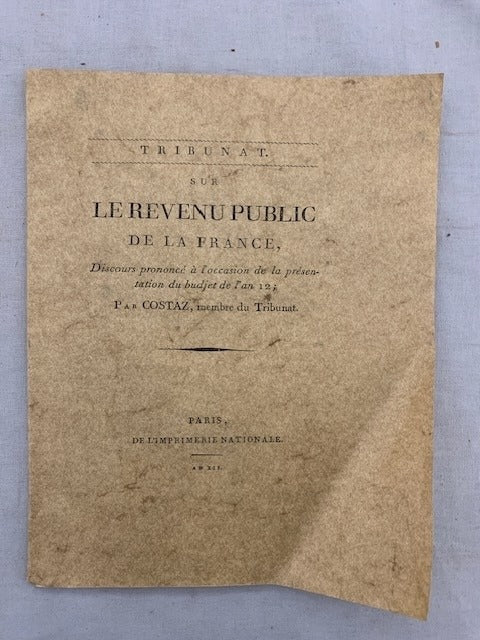 TRIBUNAT.
SUR
LE REVENU PUBLIC
DE LA FRANCE,
Discours prononcé à l'occasion de la présen-
tation du budjet de l'an 12;
PAR COSTAZ, membre du Tribunat.
PARIS,
DE L'IMPRIMERIE NATIONALE.
AN XII.